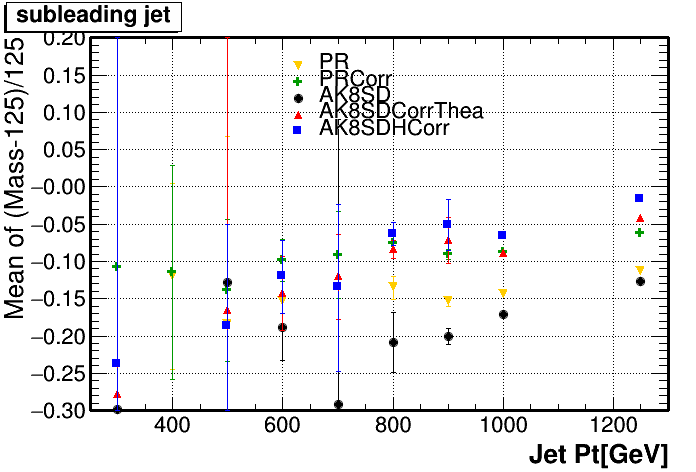 subleading jet
Mean of (Mass-125)/125
0.20
0.15
0.10
0.05
−0.00
−0.05
−0.10
−0.15
−0.20
−0.25
−0.30
PR
PRCorr
AK8SD
AK8SDCorrThea
AK8SDHCorr
400 600 800 1000 1200
Jet Pt[GeV]